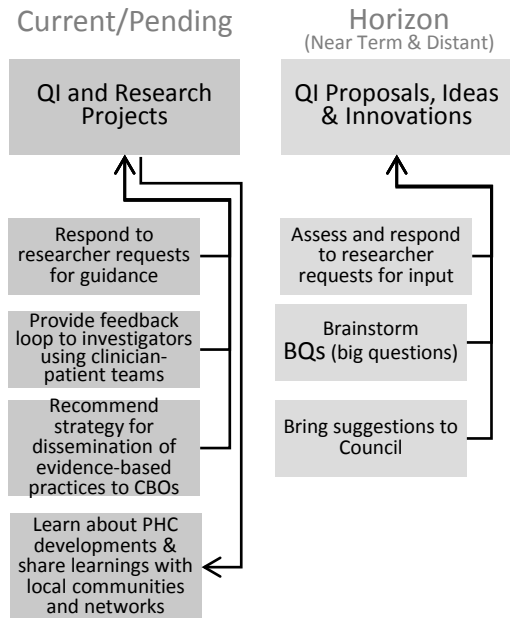 Current/Pending
QI and Research
Projects
Respond to
researcher requests
for guidance
Provide feedback
loop to investigators
using clinician-
patient teams
Recommend
strategy for
dissemination of
evidence-based
practices to CBOs
Learn about PHC
developments &
share learnings with
local communities
and networks
Horizon
(Near Term & Distant)
QI Proposals, Ideas
& Innovations
Assess and respond
to researcher
requests for input
Brainstorm
BQs (big questions)
Bring suggestions to
Council